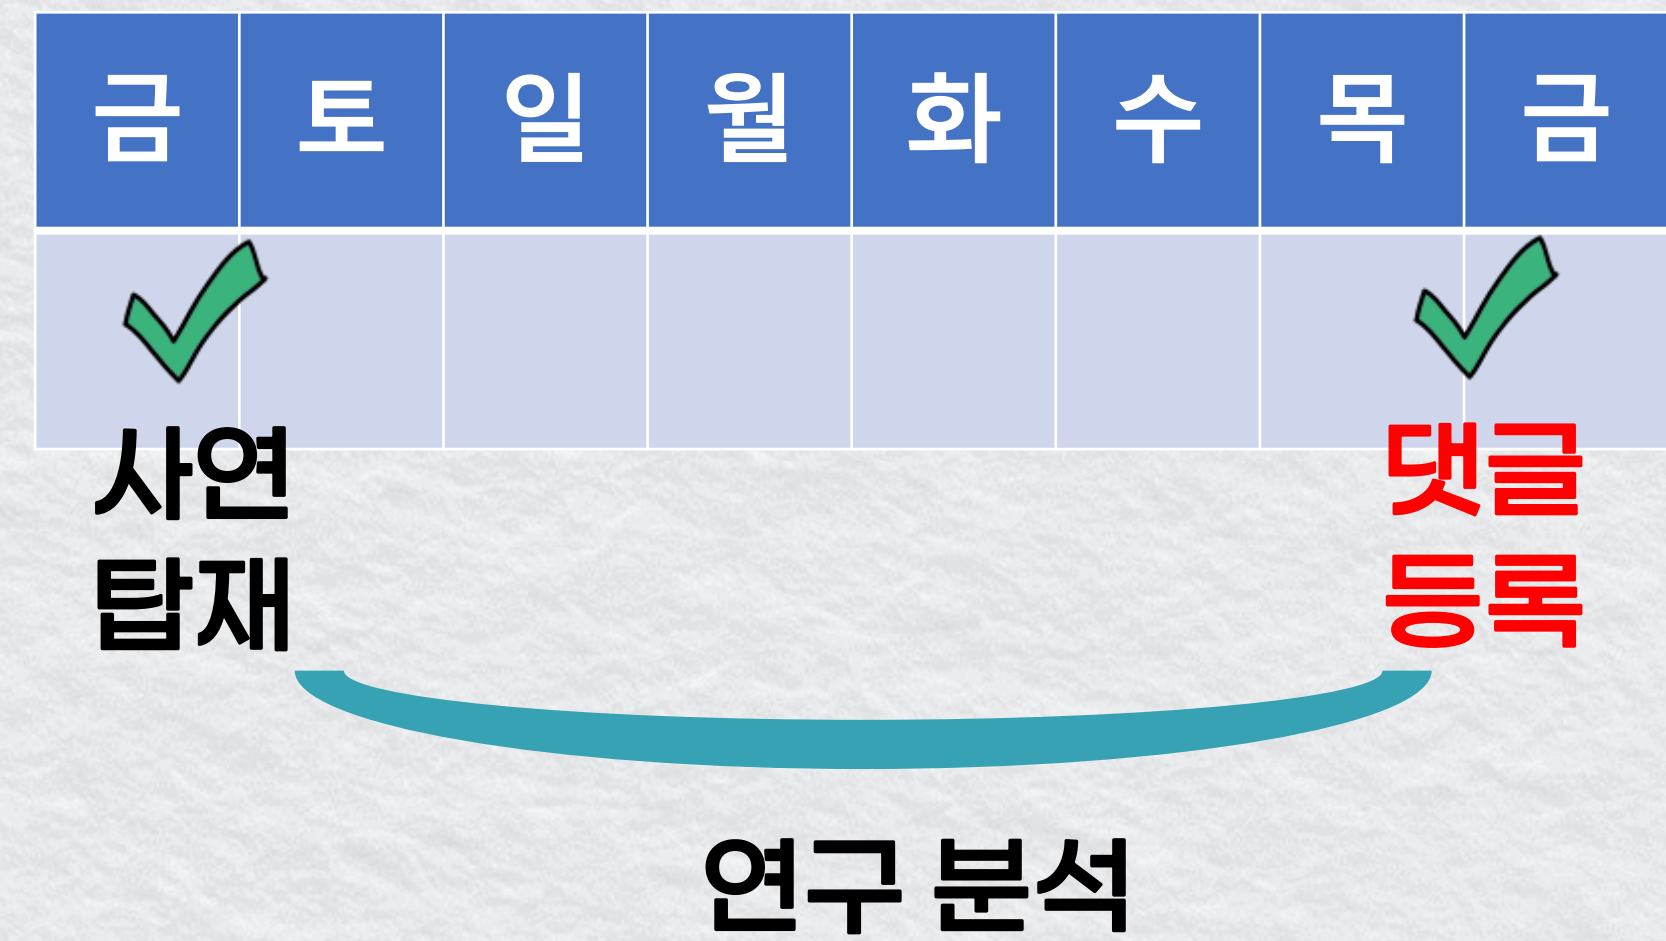 금 토 일 월 화 수 목 금
사연 댓글
탑재 등록
연구 분석